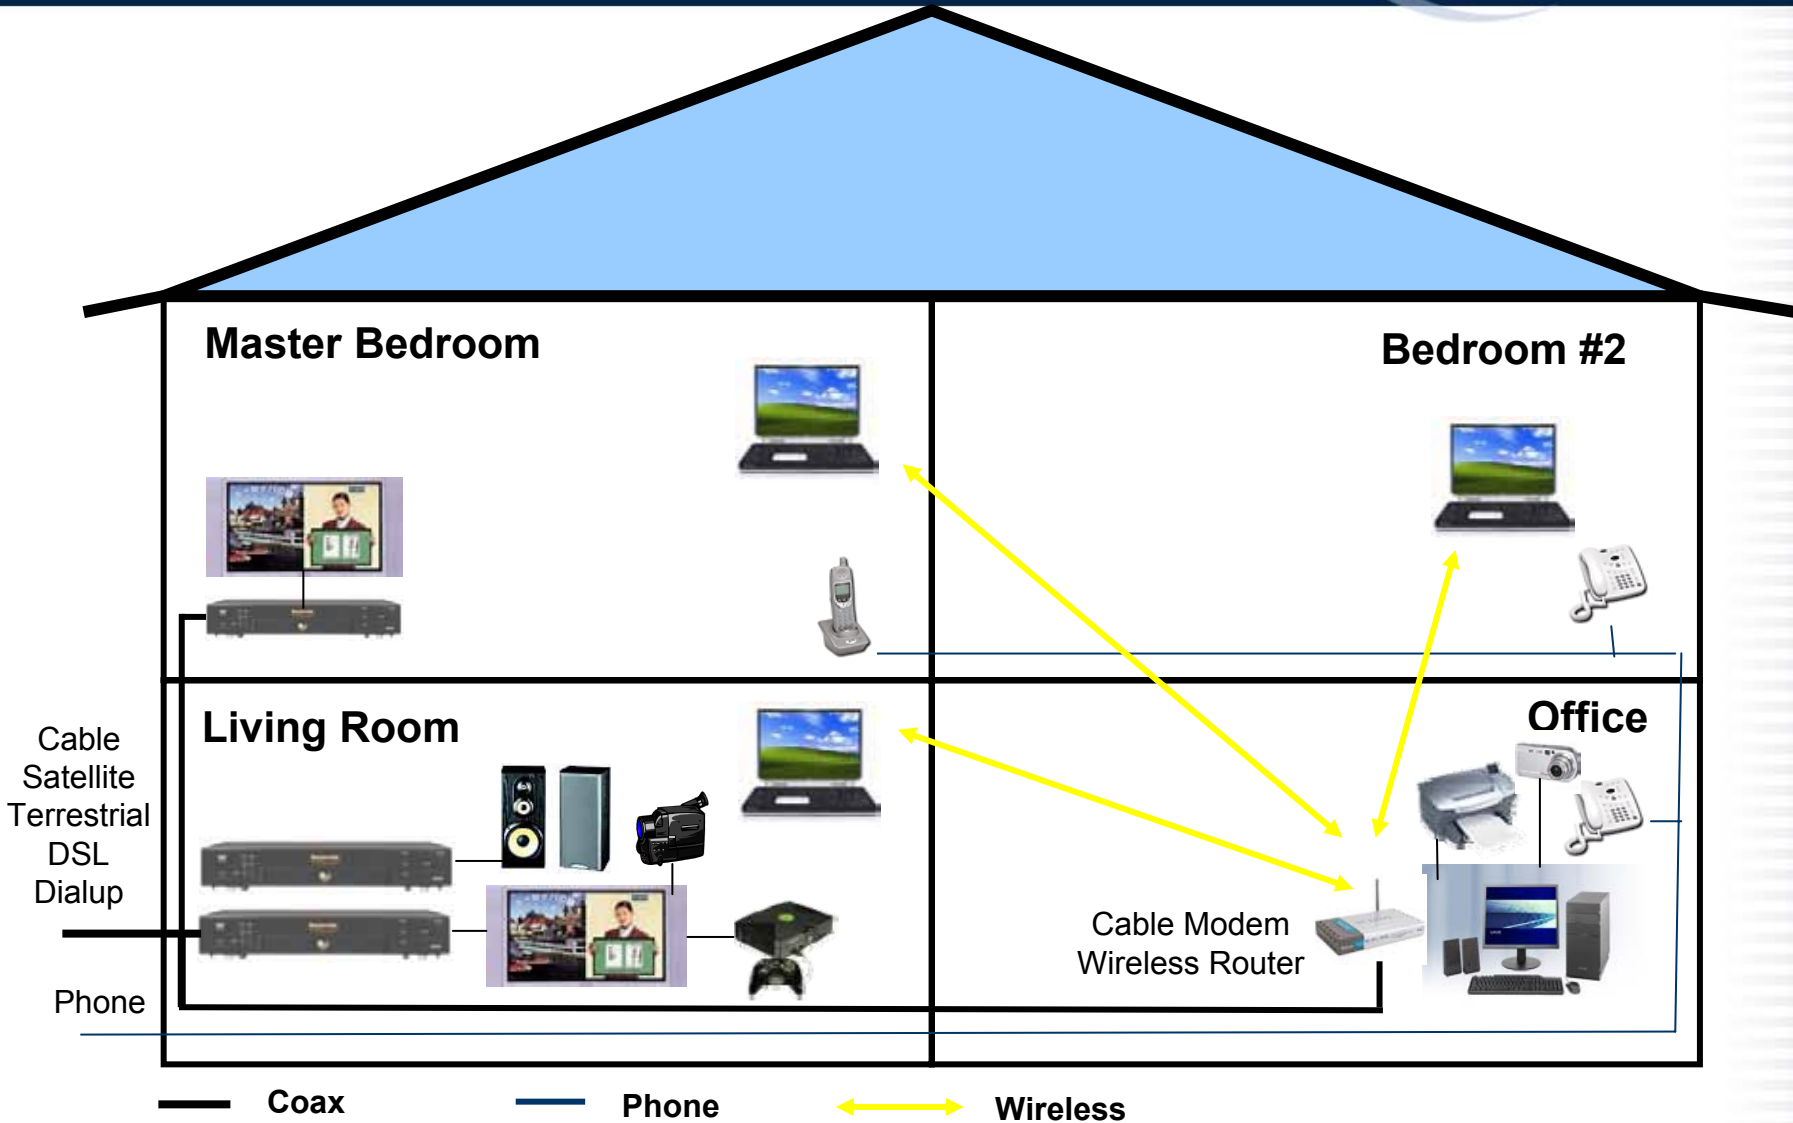 Master Bedroom
Bedroom #2
Living Room
Office
Cable
Satellite
Terrestrial
DSL
Dialup
Phone
Cable Modem
Wireless Router
Coax
Phone
Wireless